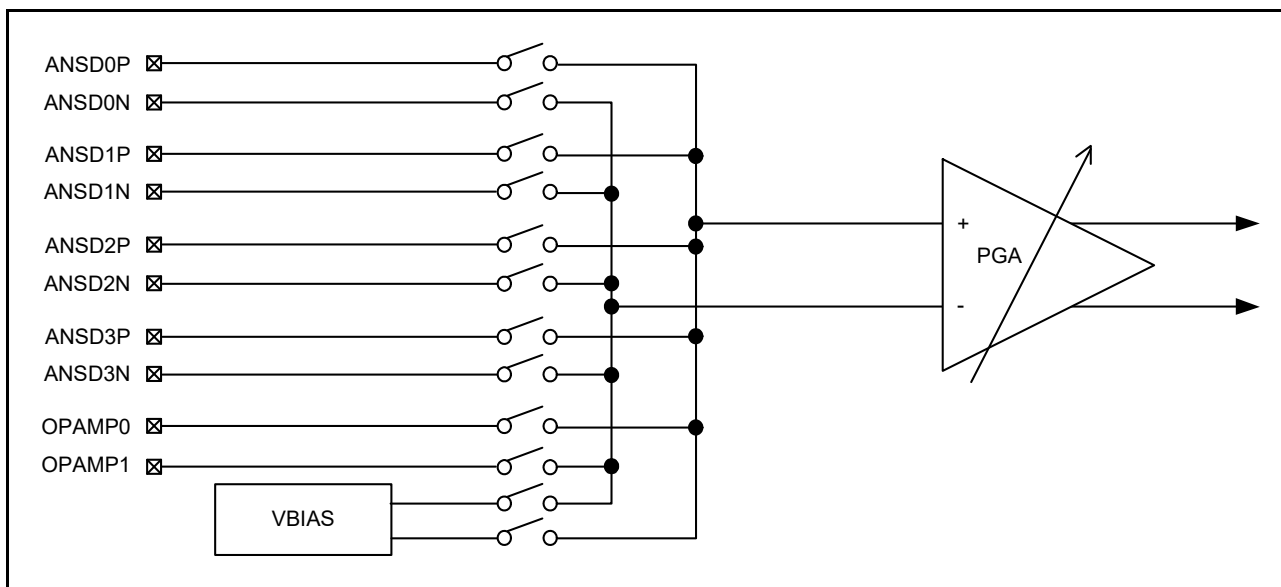 ANSD0P
ANSD0N
ANSD1P
ANSD1N
ANSD2P
ANSD2N
ANSD3P
ANSD3N
OPAMP0
OPAMP1
VBIAS
+
PGA
-